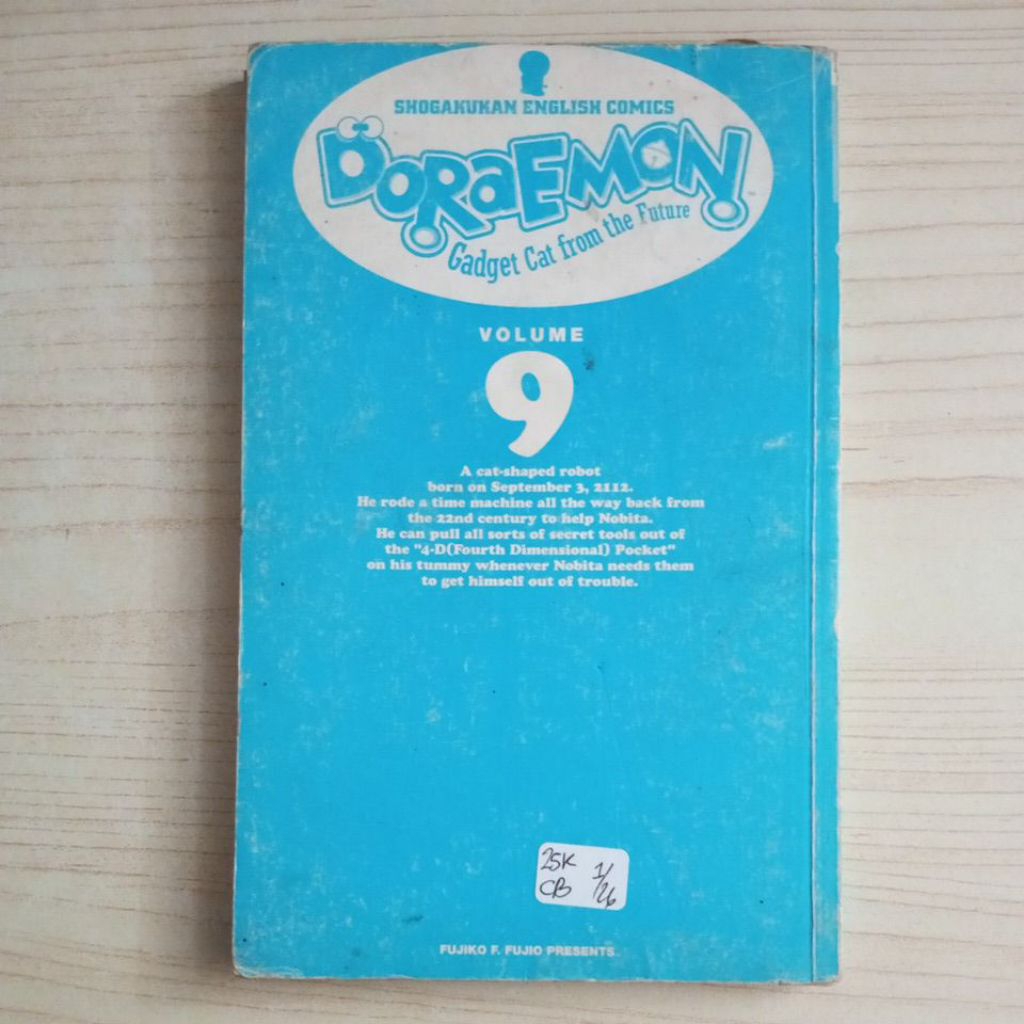 SHOGAKUKAN ENGLISH COMICS
DORAEMON
Gadget Cat from the Future
VOLUME
9
A cat-shaped robot
born on September 3, 2112.
He rode a time machine all the way back from
the 22nd century to help Nobita.
He can pull all sorts of secret tools out of
the "4-D(Fourth Dimensional) Pocket"
on his tummy whenever Nobita needs them
to get himself out of trouble.
25K 1/26
CB
FUJIKO F. FUJIO PRESENTS